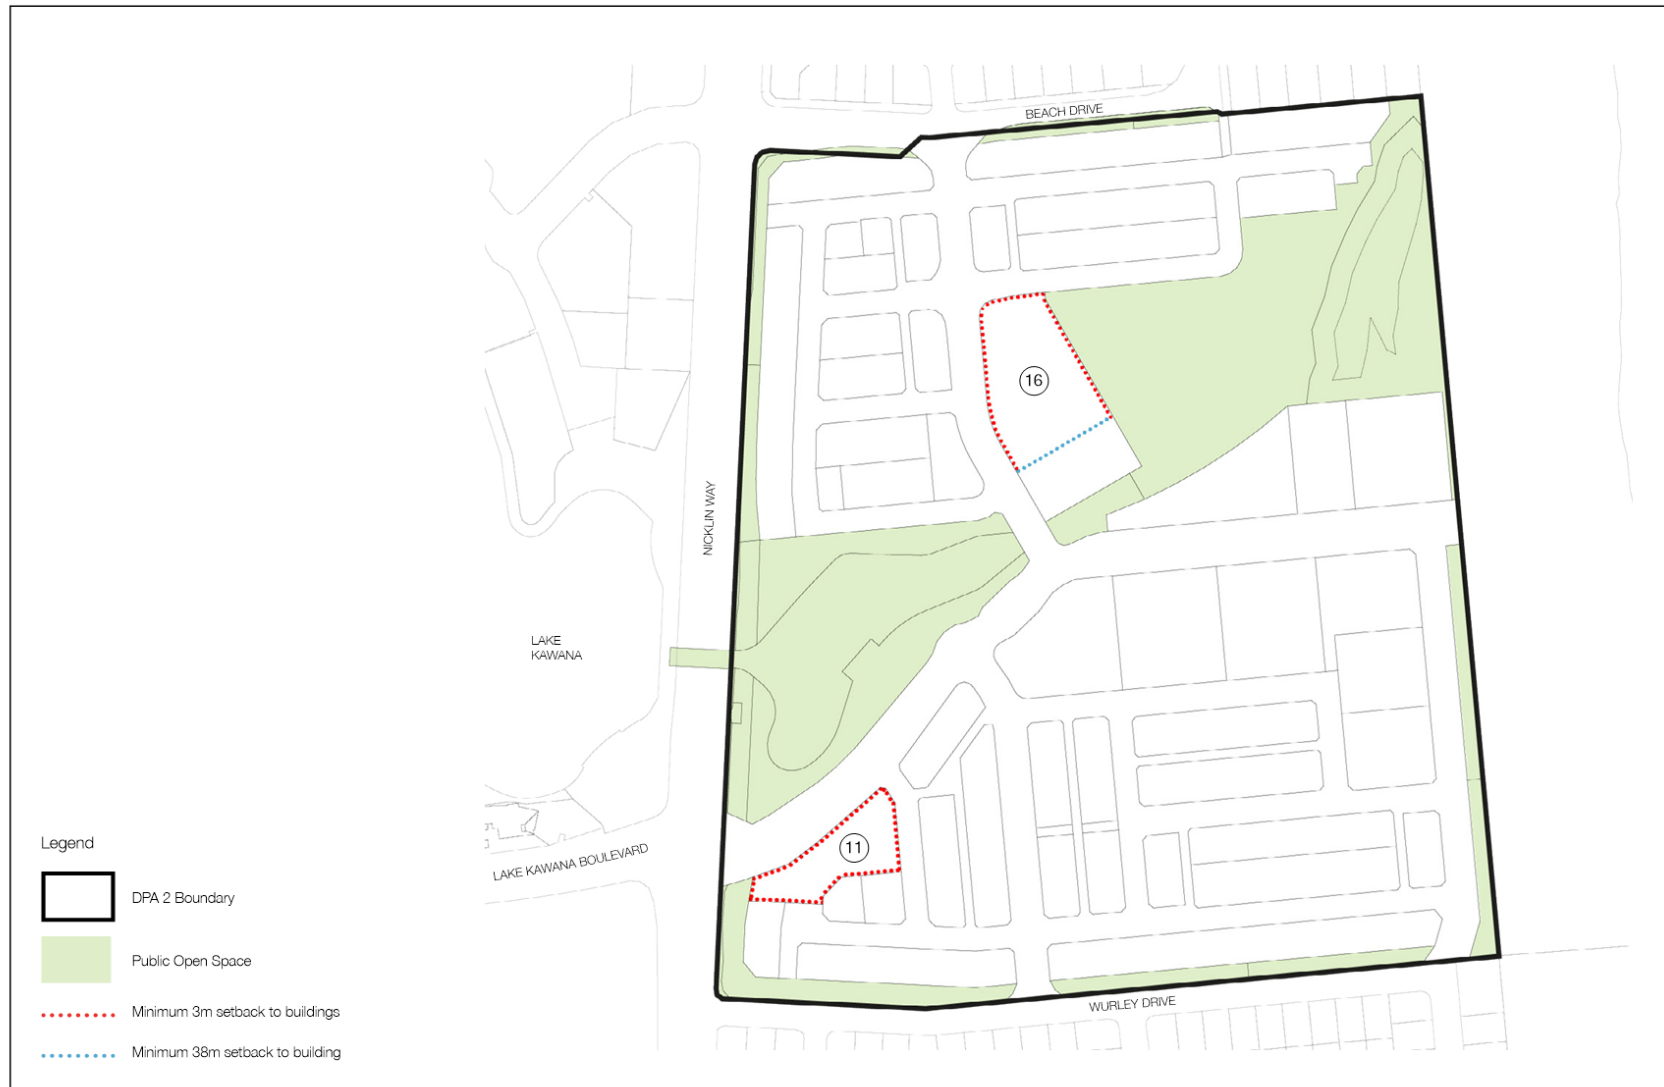 BEACH DRIVE
16
NICKLIN WAY
LAKE
KAWANA
11
LAKE KAWANA BOULEVARD
WURLEY DRIVE
Legend
DPA 2 Boundary
Public Open Space
Minimum 3m setback to buildings
Minimum 38m setback to building